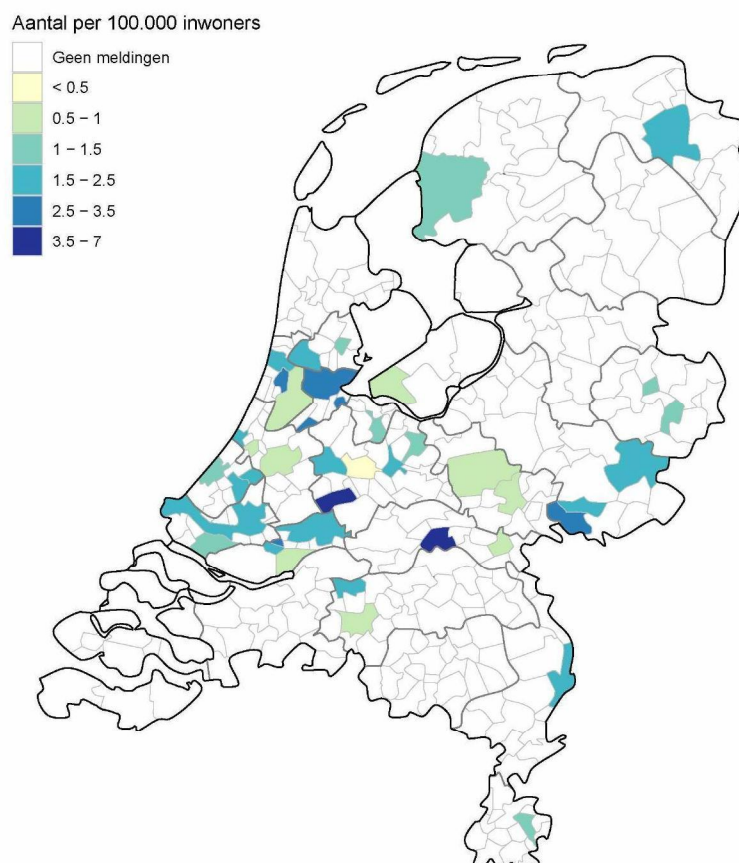 Aantal per 100.000 inwoners
Geen meldingen
< 0.5
0.5 – 1
1 – 1.5
1.5 – 2.5
2.5 – 3.5
3.5 – 7